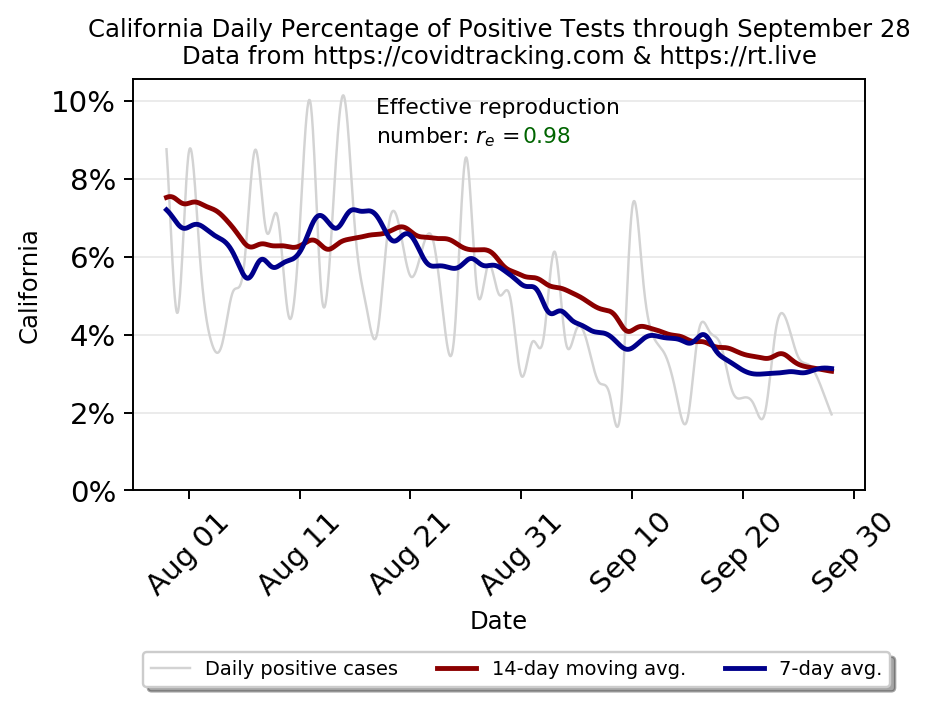 California Daily Percentage of Positive Tests through September 28
Data from https://covidtracking.com & https://rt.live
Effective reproduction
number: rₑ =0.98
10%
8%
6%
4%
2%
0%
California
Aug 01
Aug 11
Aug 21
Aug 31
Sep 10
Sep 20
Sep 30
Date
Daily positive cases
14-day moving avg.
7-day avg.